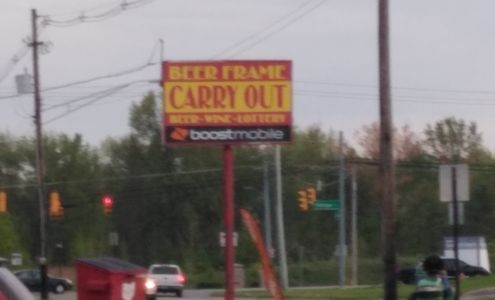 BEER FRAME
CARRY OUT
BEER-WINE-LOTTERY
boostmobile